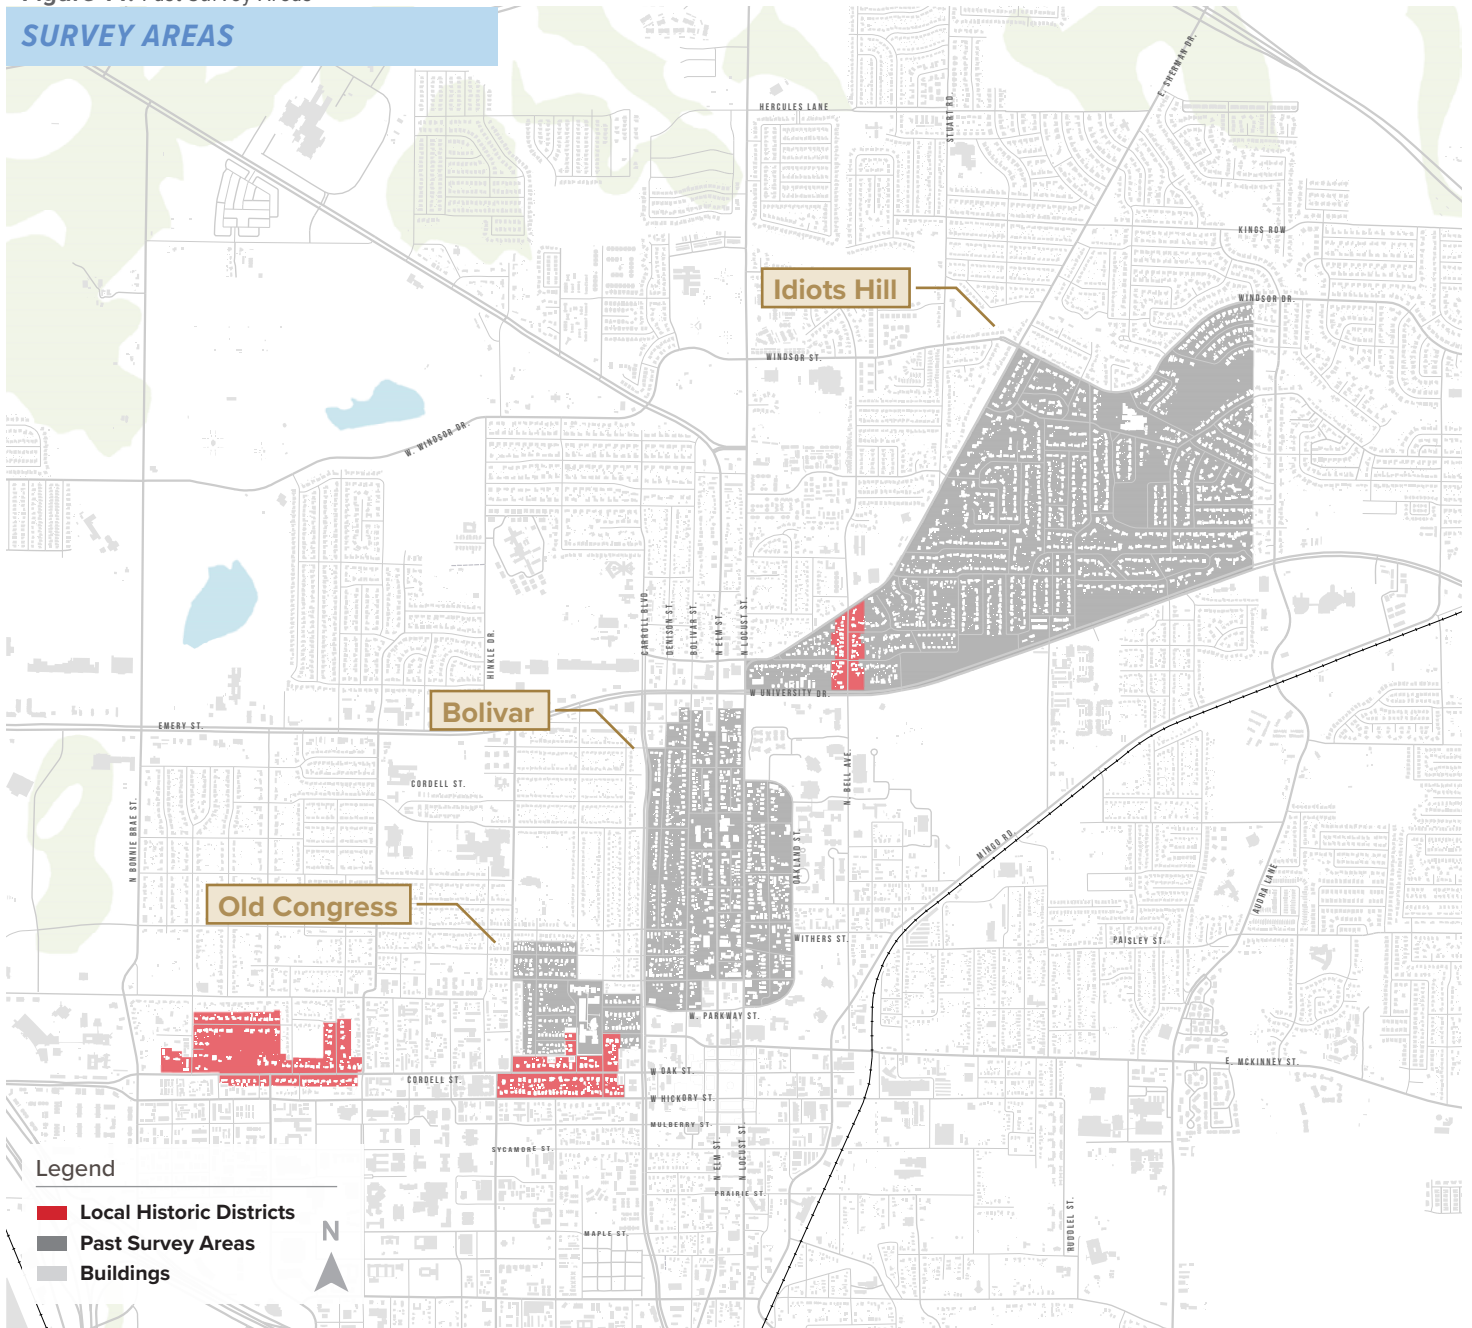 SURVEY AREAS
HERCULES LANE
STUART RD
E. SHERMAN DR.
KINGS ROW
WINDSOR DR.
Idiots Hill
WINDSOR ST.
W. WINDSOR DR.
CARROLL BLVD
DENISON ST.
BOLIVAR ST.
N ELM ST.
N LOCUST ST.
HINKLE DR.
W UNIVERSITY DR.
Bolivar
EMERY ST.
CORDELL ST.
N. BELL AVE.
N BONNIE BRAE ST.
OAKLAND ST.
MINGO RD.
AUDRA LANE
Old Congress
WITHERS ST.
PAISLEY ST.
W. PARKWAY ST.
E. MCKINNEY ST.
W OAK ST.
CORDELL ST.
W HICKORY ST.
MULBERRY ST.
SYCAMORE ST.
N ELM ST.
N LOCUST ST.
PRAIRIE ST.
RUDDLEL ST.
MAPLE ST.
Legend
Local Historic Districts
Past Survey Areas
Buildings
N